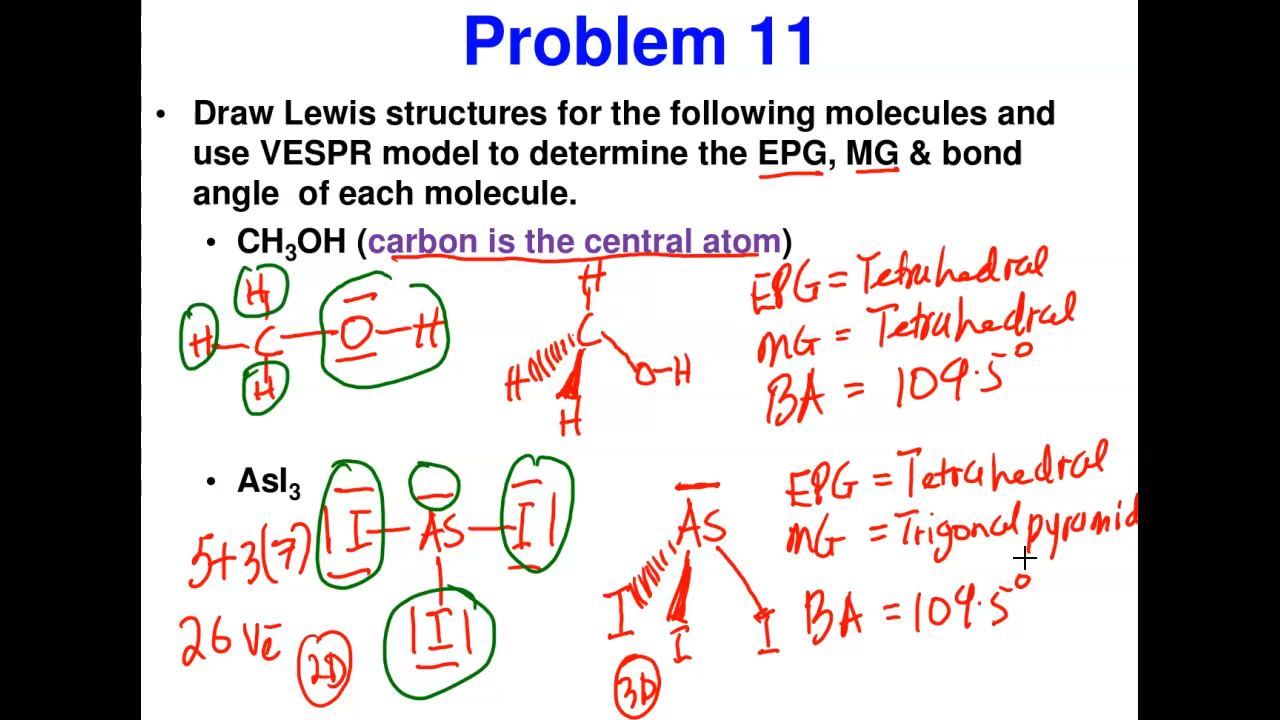 Problem 11
• Draw Lewis structures for the following molecules and
use VESPR model to determine the EPG, MG & bond
angle of each molecule.
• CH3OH (carbon is the central atom)
H
H C O H
H
H
C
H O-H
H
EPG = Tetrahedral
MG = Tetrahedral
BA = 109.5°
• AsI3
I AS I
I
5+3(7)
26 Vē
2D
AS
I I I
3D
EPG = Tetrahedral
MG = Trigonal pyramid
BA = 109.5°